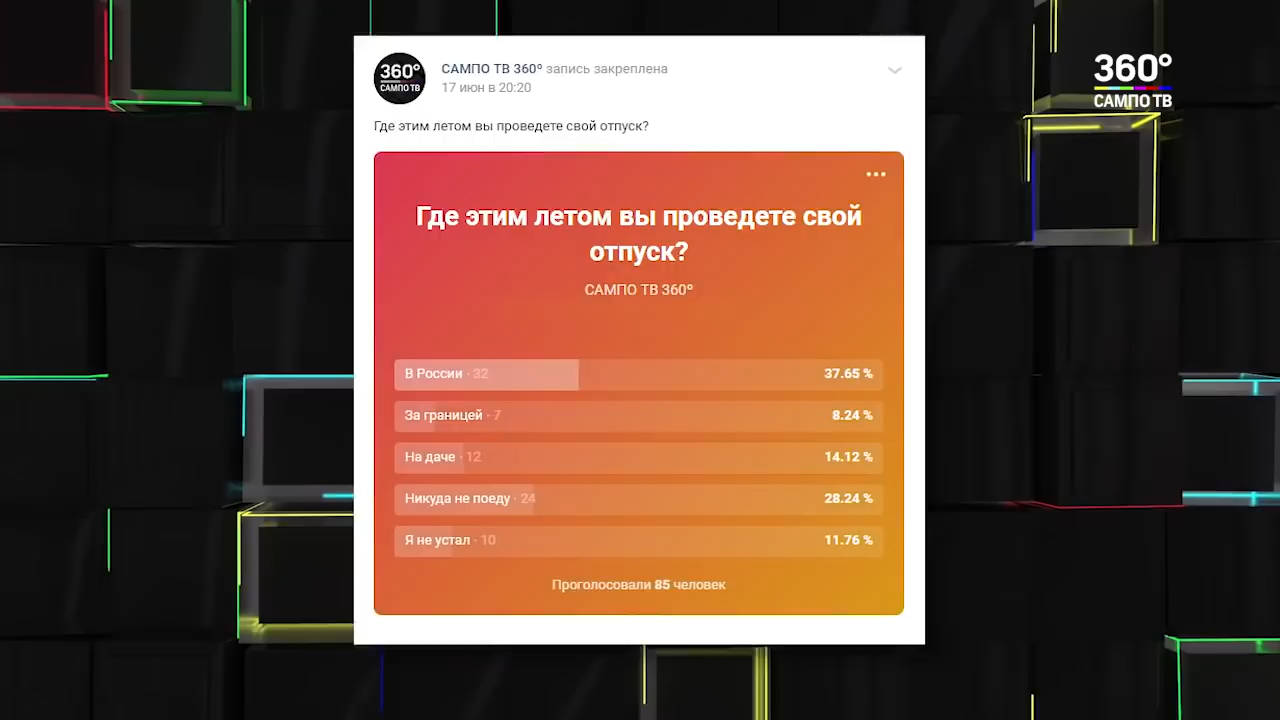 360°
САМПО ТВ
САМПО ТВ 360º запись закреплена
17 июн в 20:20
360°
САМПО ТВ
Где этим летом вы проведете свой отпуск?
Где этим летом вы проведете свой
отпуск?
САМПО ТВ 360º
В России · 32 37.65 %
За границей · 7 8.24 %
На даче · 12 14.12 %
Никуда не поеду · 24 28.24 %
Я не устал · 10 11.76 %
Проголосовали 85 человек